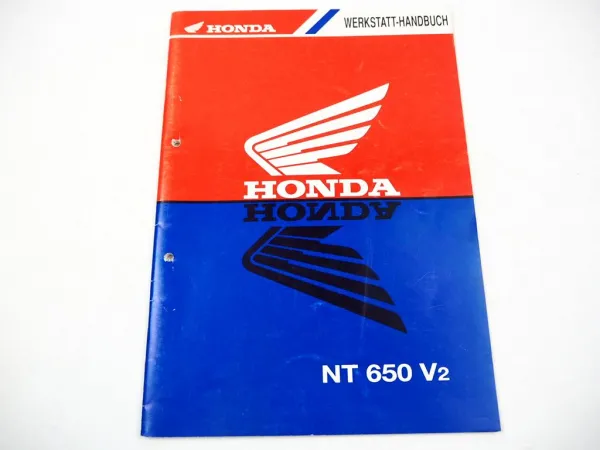 HONDA WERKSTATT-HANDBUCH
HONDA
HONDA
NT 650 V2